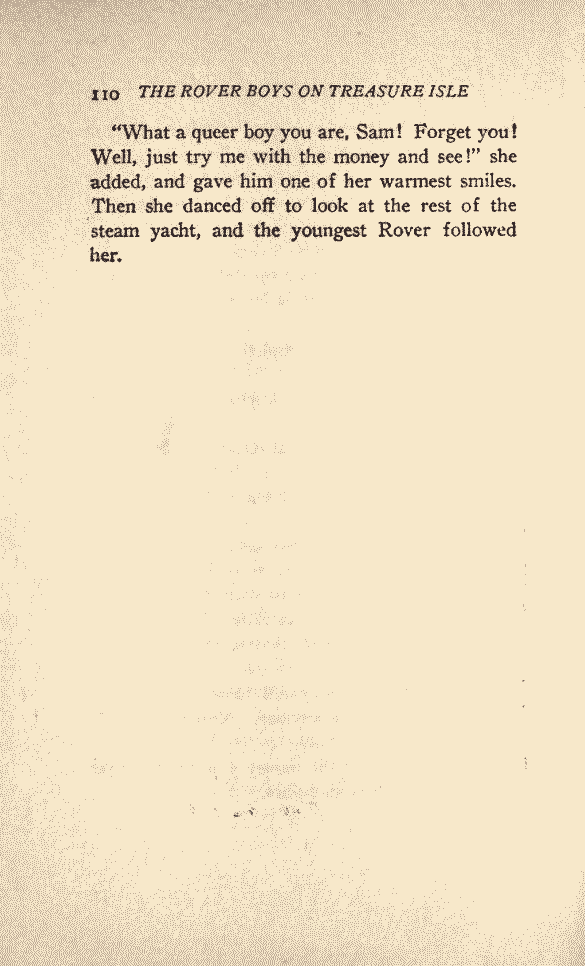 110 THE ROVER BOYS ON TREASURE ISLE
“What a queer boy you are, Sam! Forget you!
Well, just try me with the money and see!” she
added, and gave him one of her warmest smiles.
Then she danced off to look at the rest of the
steam yacht, and the youngest Rover followed
her.